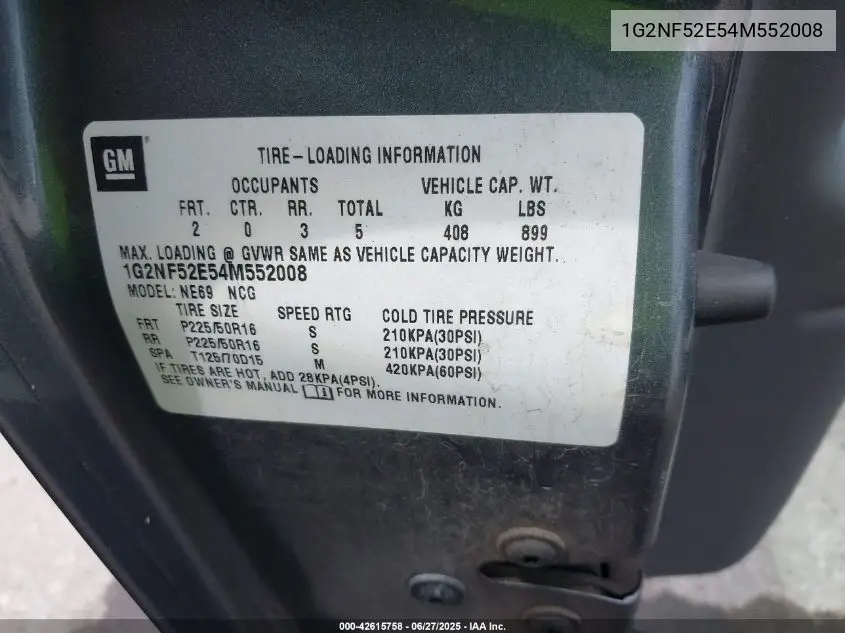 1G2NF52E54M552008
GM
TIRE-LOADING INFORMATION
OCCUPANTS VEHICLE CAP. WT.
FRT. CTR. RR. TOTAL KG LBS
2 0 3 5 408 899
MAX. LOADING @ GVWR SAME AS VEHICLE CAPACITY WEIGHT.
1G2NF52E54M552008
MODEL: NE69 NCG
TIRE SIZE SPEED RTG COLD TIRE PRESSURE
FRT P225/50R16 S 210KPA(30PSI)
RR P225/50R16 S 210KPA(30PSI)
SPA T125/70D15 M 420KPA(60PSI)
IF TIRES ARE HOT, ADD 28KPA(4PSI).
SEE OWNER'S MANUAL FOR MORE INFORMATION.
000-42615758 - 06/27/2025 - IAA Inc.